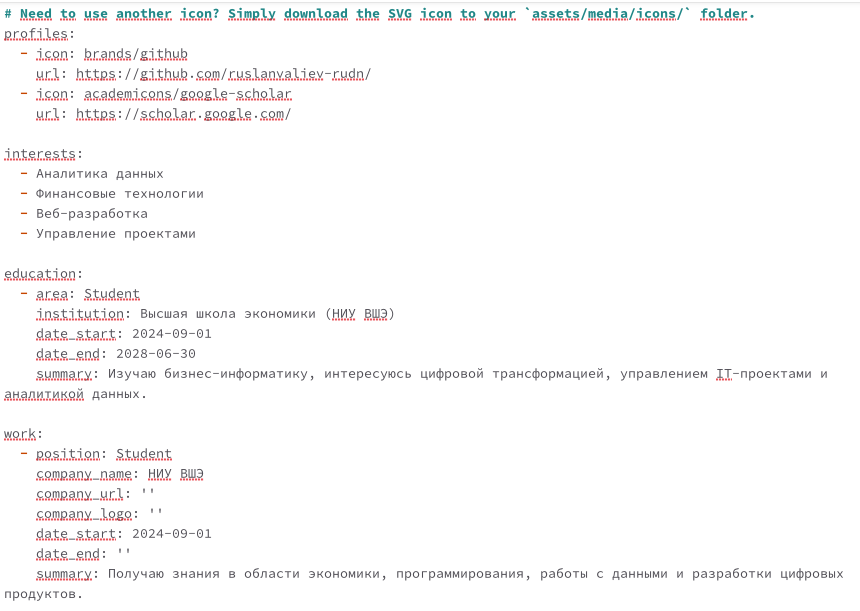 # Need to use another icon? Simply download the SVG icon to your `assets/media/icons/` folder.
profiles:
  - icon: brands/github
    url: https://github.com/ruslanvaliev-rudn/
  - icon: academicons/google-scholar
    url: https://scholar.google.com/

interests:
  - Аналитика данных
  - Финансовые технологии
  - Веб-разработка
  - Управление проектами

education:
  - area: Student
    institution: Высшая школа экономики (НИУ ВШЭ)
    date_start: 2024-09-01
    date_end: 2028-06-30
    summary: Изучаю бизнес-информатику, интересуюсь цифровой трансформацией, управлением IT-проектами и
аналитикой данных.

work:
  - position: Student
    company_name: НИУ ВШЭ
    company_url: ''
    company_logo: ''
    date_start: 2024-09-01
    date_end: ''
    summary: Получаю знания в области экономики, программирования, работы с данными и разработки цифровых
продуктов.